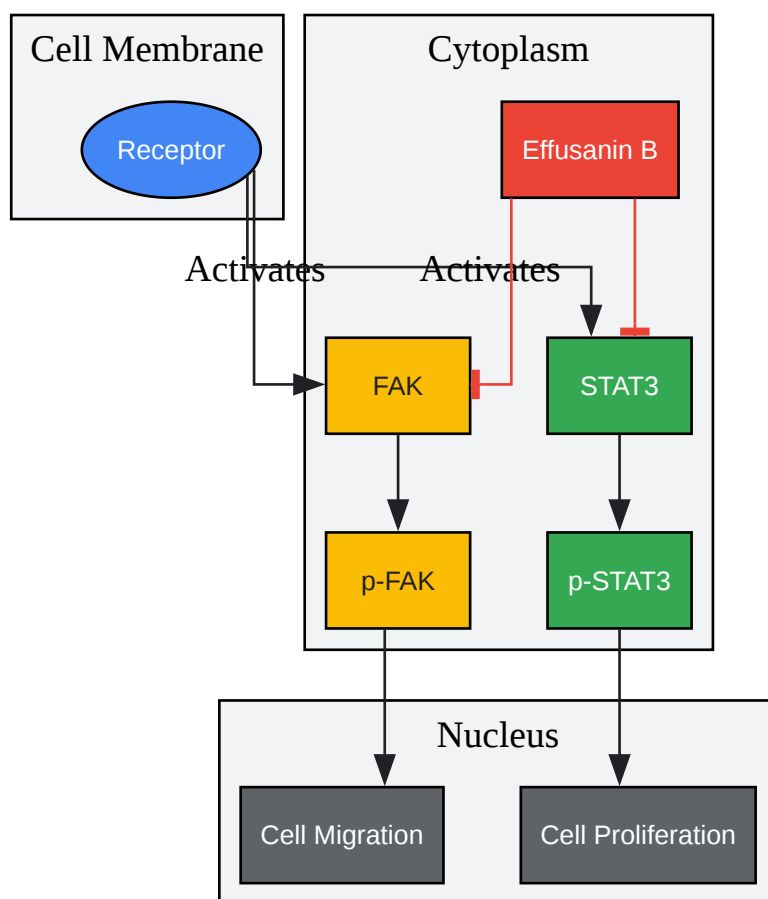 Cell Membrane
Cytoplasm
Receptor
Effusanin B
Activates
Activates
FAK
STAT3
p-FAK
p-STAT3
Nucleus
Cell Migration
Cell Proliferation